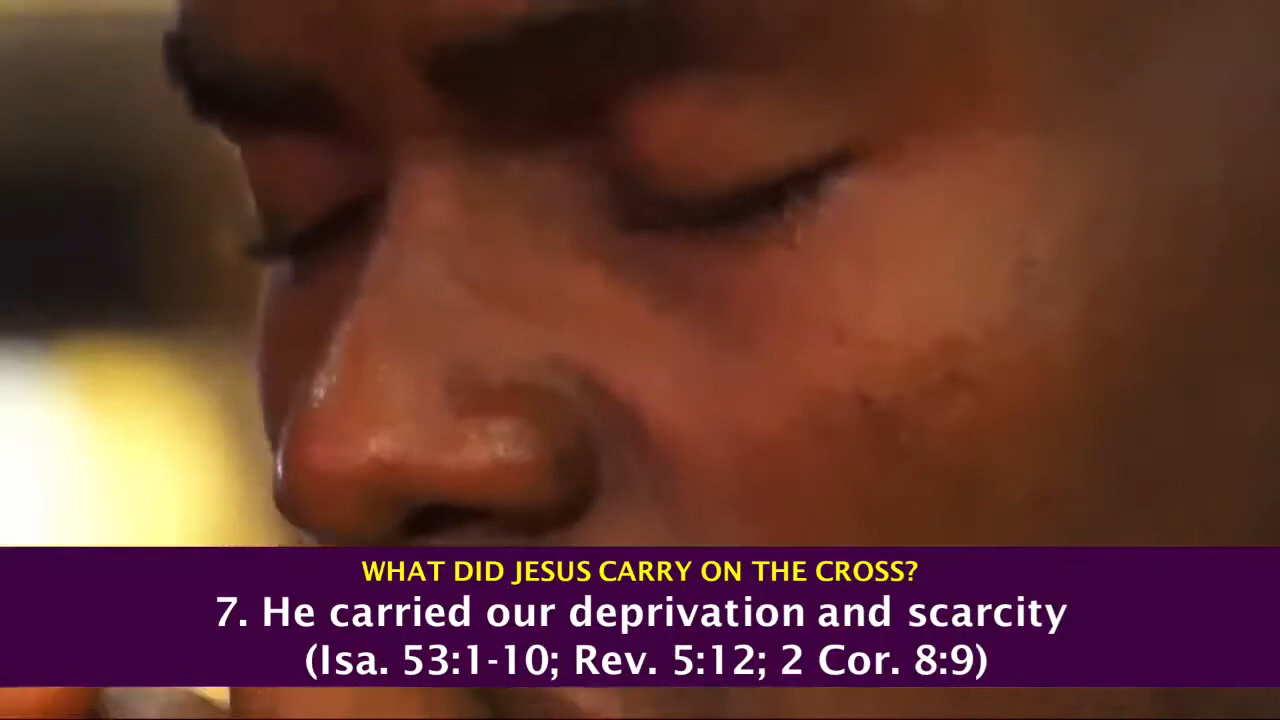 WHAT DID JESUS CARRY ON THE CROSS?
7. He carried our deprivation and scarcity
(Isa. 53:1-10; Rev. 5:12; 2 Cor. 8:9)